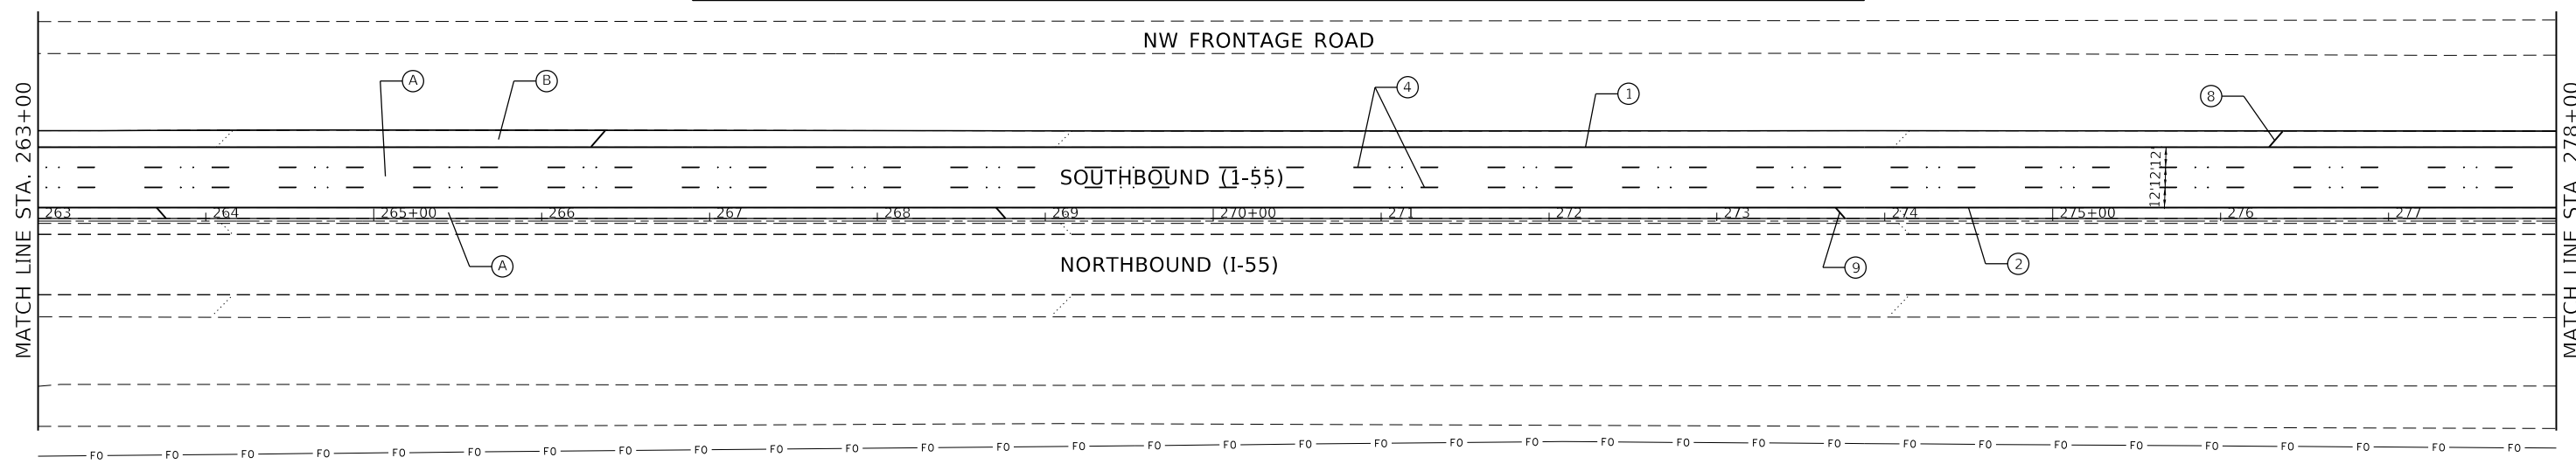 NW FRONTAGE ROAD
A
B
4
1
8
MATCH LINE STA. 263+00
MATCH LINE STA. 278+00
SOUTHBOUND (1-55)
12'12'12'
263 264 265+00 266 267 268 269 270+00 271 272 273 274 275+00 276 277
A
NORTHBOUND (I-55)
9
2
FO FO FO FO FO FO FO FO FO FO FO FO FO FO FO FO FO FO FO FO FO FO FO FO FO FO FO FO FO FO FO FO FO